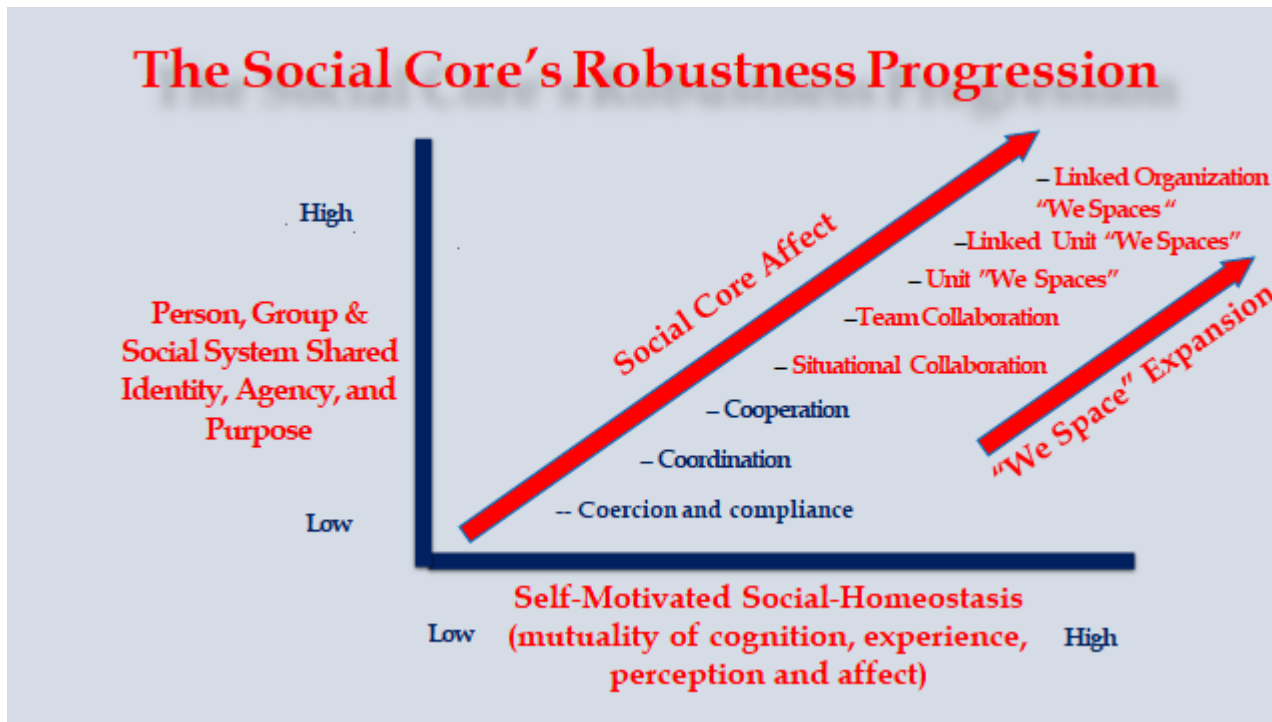 The Social Core's Robustness Progression
High
Person, Group &
Social System Shared
Identity, Agency, and
Purpose
Low
Social Core Affect
– Linked Organization
"We Spaces "
–Linked Unit "We Spaces"
– Unit "We Spaces"
–Team Collaboration
– Situational Collaboration
– Cooperation
– Coordination
-- Coercion and compliance
"We Space" Expansion
Low
Self-Motivated Social-Homeostasis
(mutuality of cognition, experience,
perception and affect)
High